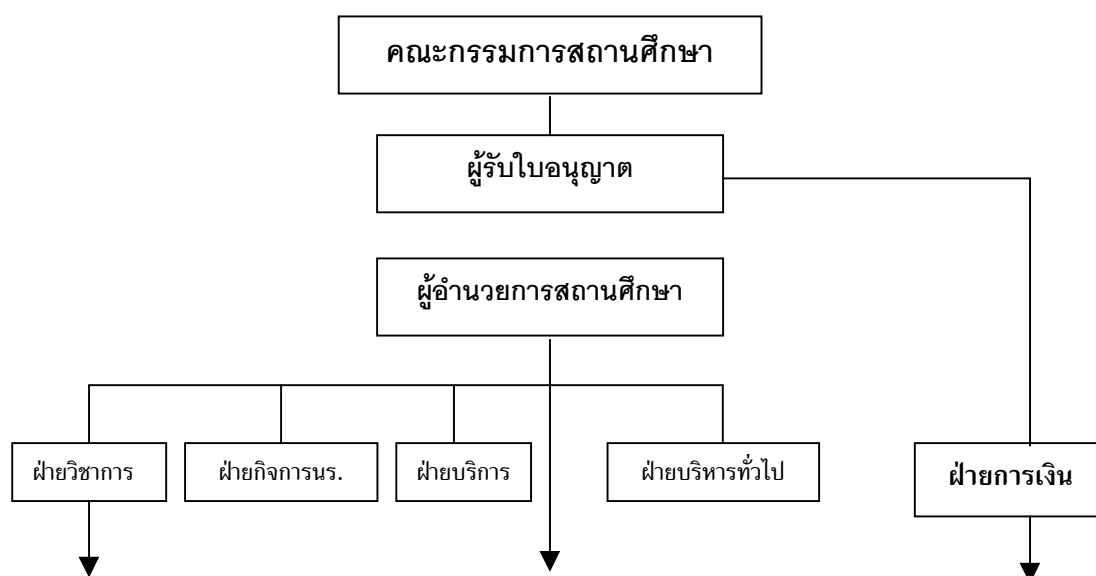 คณะกรรมการสถานศึกษา
ผู้รับใบอนุญาต
ผู้อำนวยการสถานศึกษา
ฝ่ายวิชาการ
ฝ่ายกิจการนร.
ฝ่ายบริการ
ฝ่ายบริหารทั่วไป
ฝ่ายการเงิน